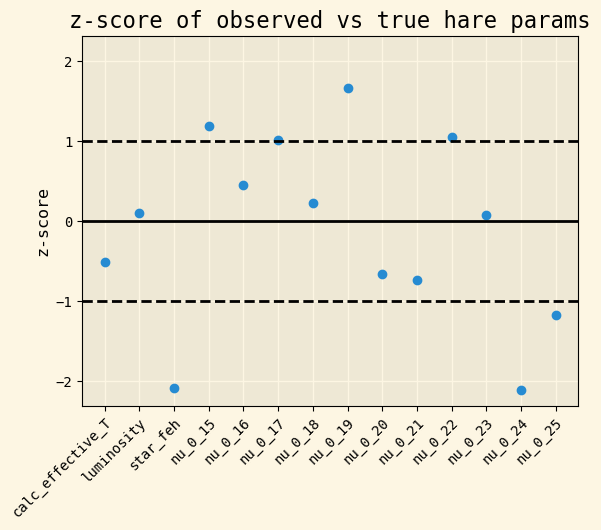 z-score of observed vs true hare params
z-score
2
1
0
−1
−2
calc_effective_T
luminosity
star_feh
nu_0_15
nu_0_16
nu_0_17
nu_0_18
nu_0_19
nu_0_20
nu_0_21
nu_0_22
nu_0_23
nu_0_24
nu_0_25